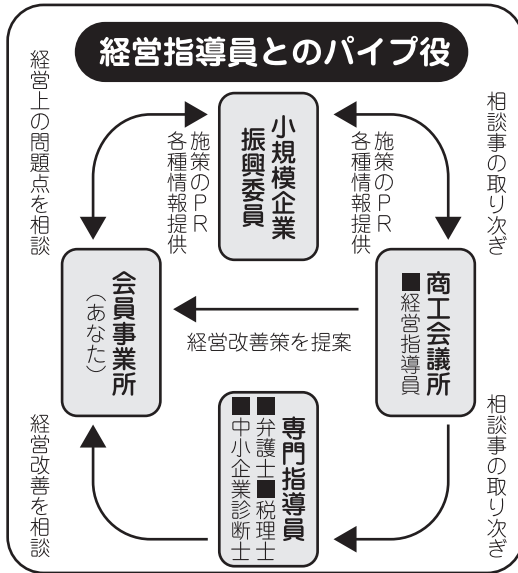 経営指導員とのパイプ役
経営上の問題点を相談
施策のPR
各種情報提供
小規模企業
振興委員
施策のPR
各種情報提供
相談事の取り次ぎ
会員事業所
（あなた）
経営改善策を提案
商工会議所
■経営指導員
経営改善を相談
専門指導員
■弁護士■税理士
■中小企業診断士
相談事の取り次ぎ